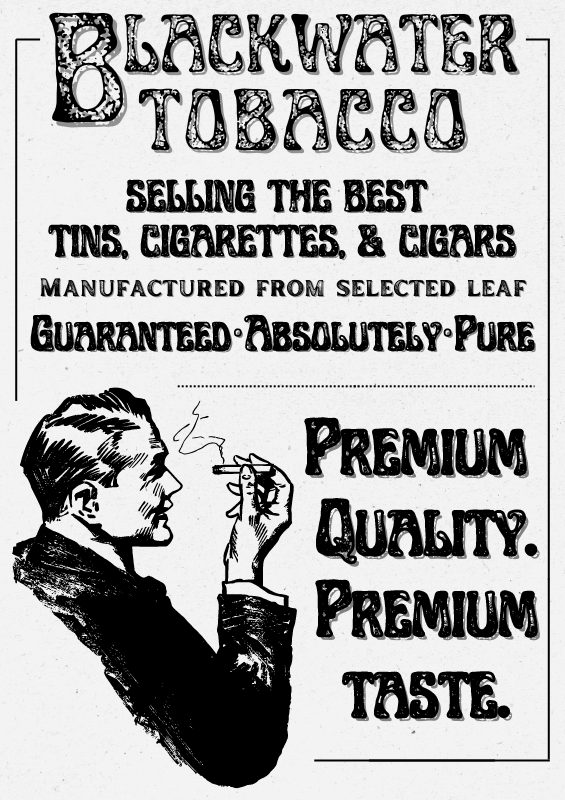 BLACKWATER
TOBACCO
SELLING THE BEST
TINS, CIGARETTES, & CIGARS
MANUFACTURED FROM SELECTED LEAF
GUARANTEED·ABSOLUTELY·PURE
PREMIUM
QUALITY.
PREMIUM
TASTE.